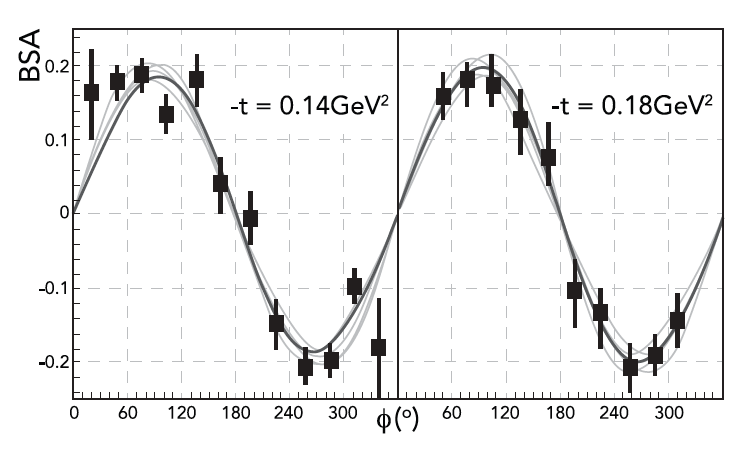 BSA
0.2
0.1
0
-0.1
-0.2
-t = 0.14GeV²
-t = 0.18GeV²
0 60 120 180 240 300 60 120 180 240 300
ϕ(°)